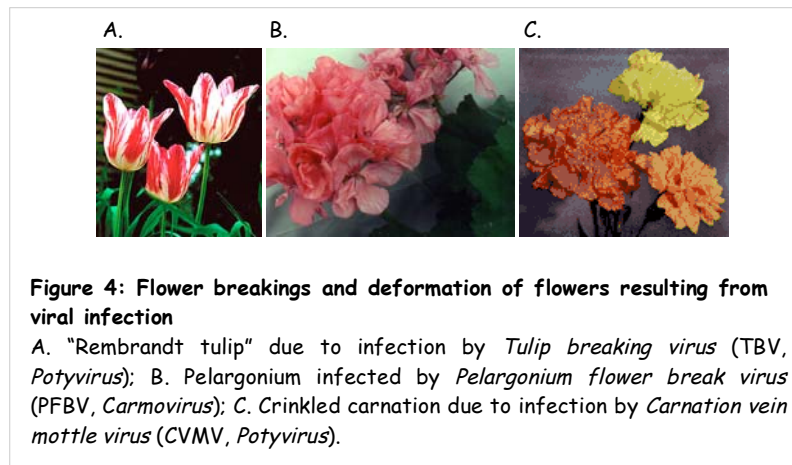 A. B. C.
Figure 4: Flower breakings and deformation of flowers resulting from
viral infection
A. “Rembrandt tulip” due to infection by Tulip breaking virus (TBV,
Potyvirus); B. Pelargonium infected by Pelargonium flower break virus
(PFBV, Carmovirus); C. Crinkled carnation due to infection by Carnation vein
mottle virus (CVMV, Potyvirus).